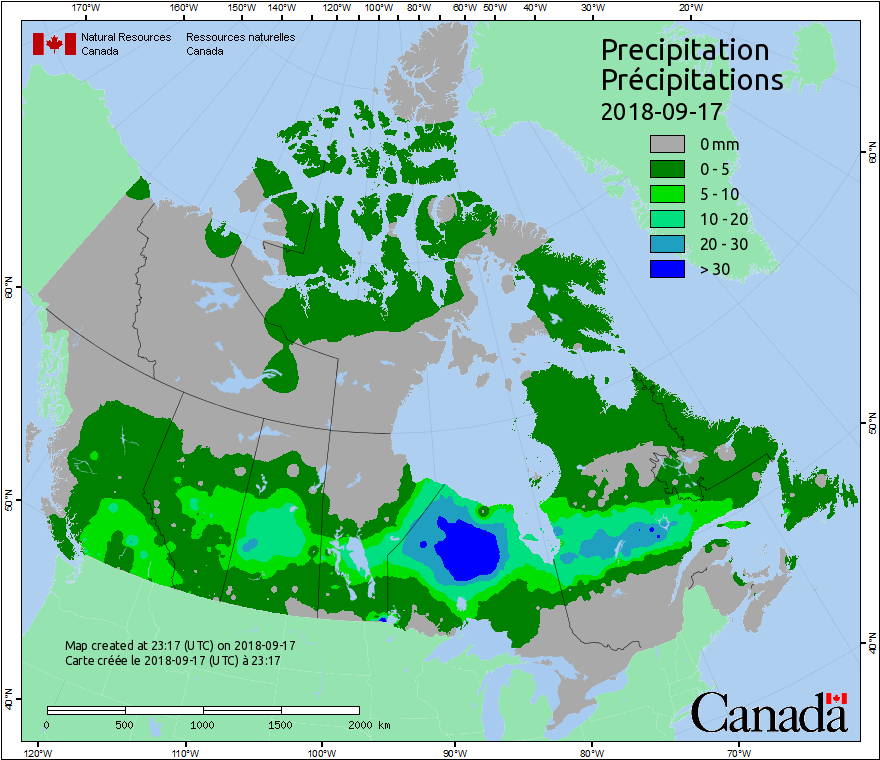 170°W 160°W 150°W 140°W 130°W 120°W 110°W 100°W 90°W 80°W 60°W 50°W 40°W 30°W 20°W
Natural Resources Canada
Ressources naturelles Canada
Precipitation
Précipitations
2018-09-17
0 mm
0 - 5
5 - 10
10 - 20
20 - 30
> 30
60°N
60°N
50°N
50°N
40°N
40°N
Map created at 23:17 (UTC) on 2018-09-17
Carte créée le 2018-09-17 (UTC) à 23:17
0 500 1000 1500 2000 km
Canada
120°W 110°W 100°W 90°W 80°W 70°W